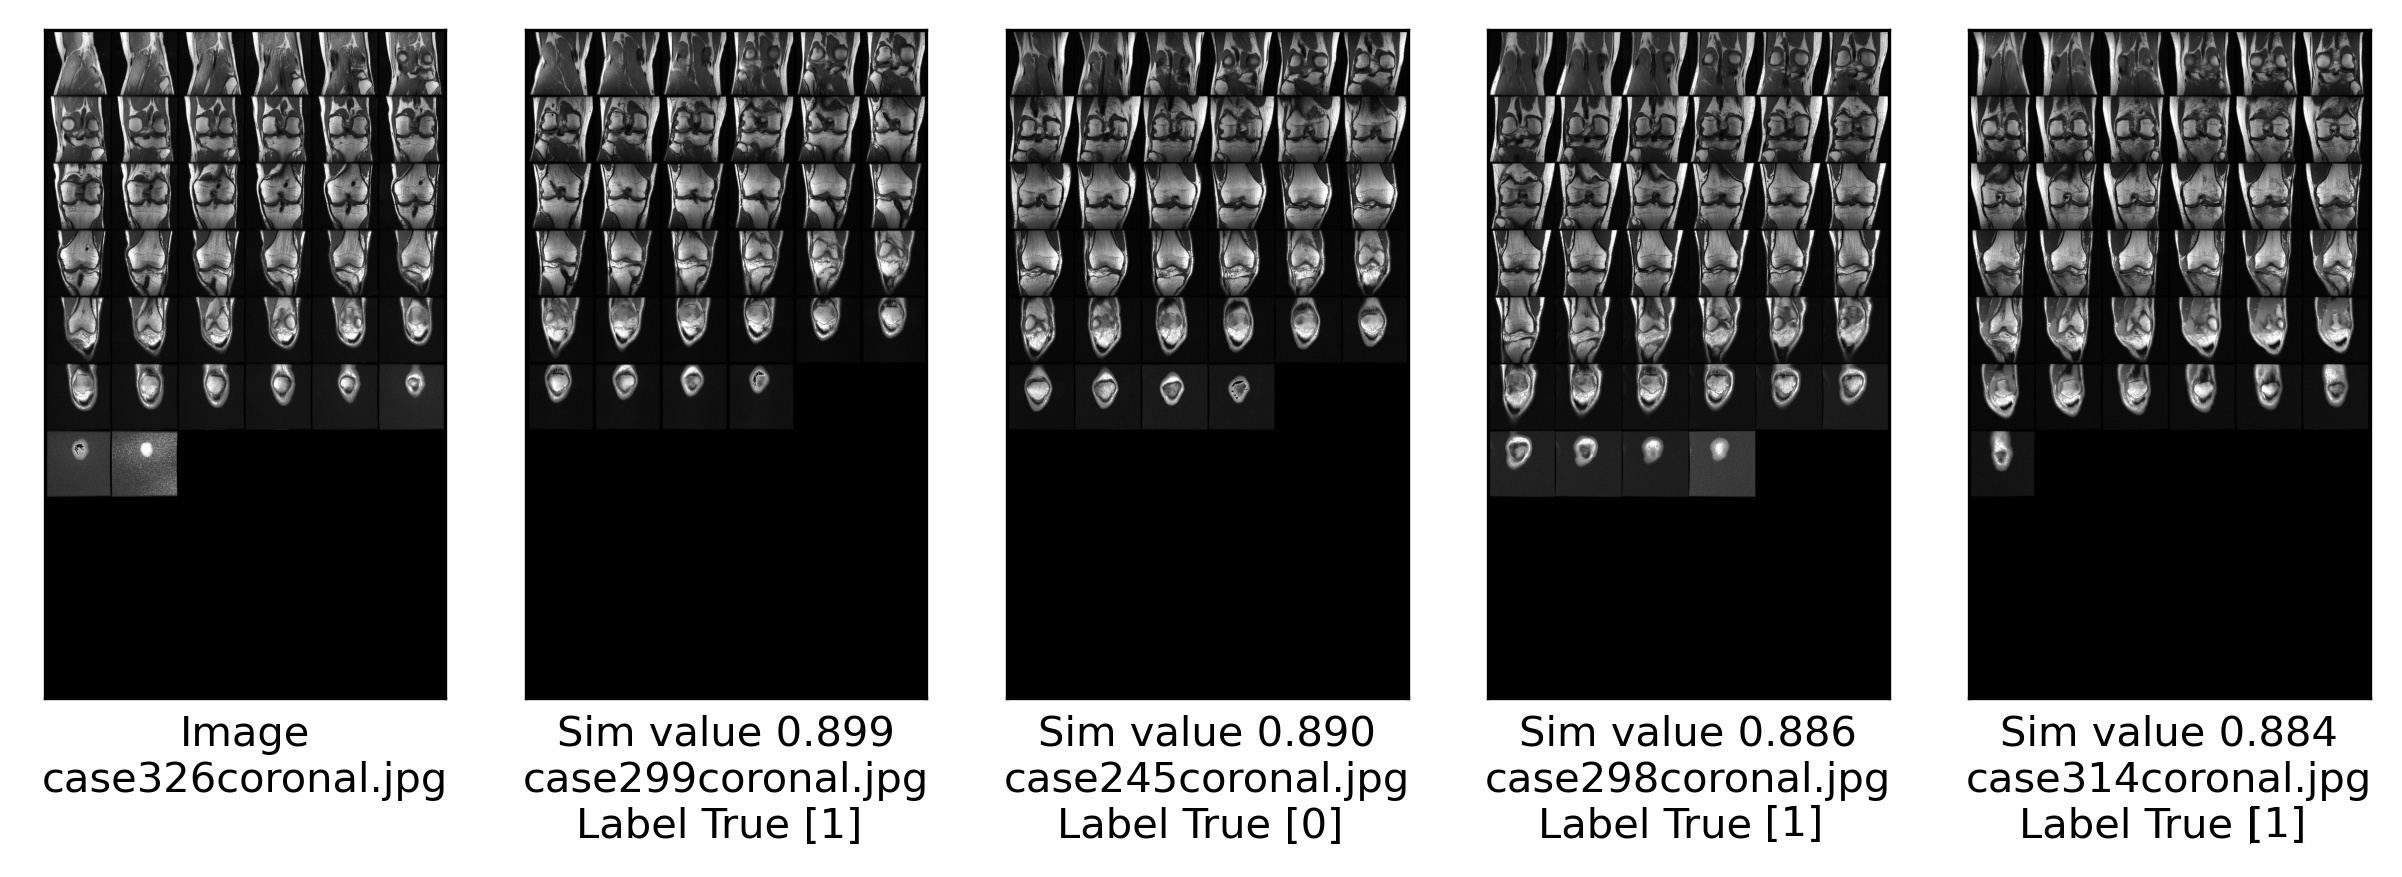 Image
case326coronal.jpg
Sim value 0.899
case299coronal.jpg
Label True [1]
Sim value 0.890
case245coronal.jpg
Label True [0]
Sim value 0.886
case298coronal.jpg
Label True [1]
Sim value 0.884
case314coronal.jpg
Label True [1]